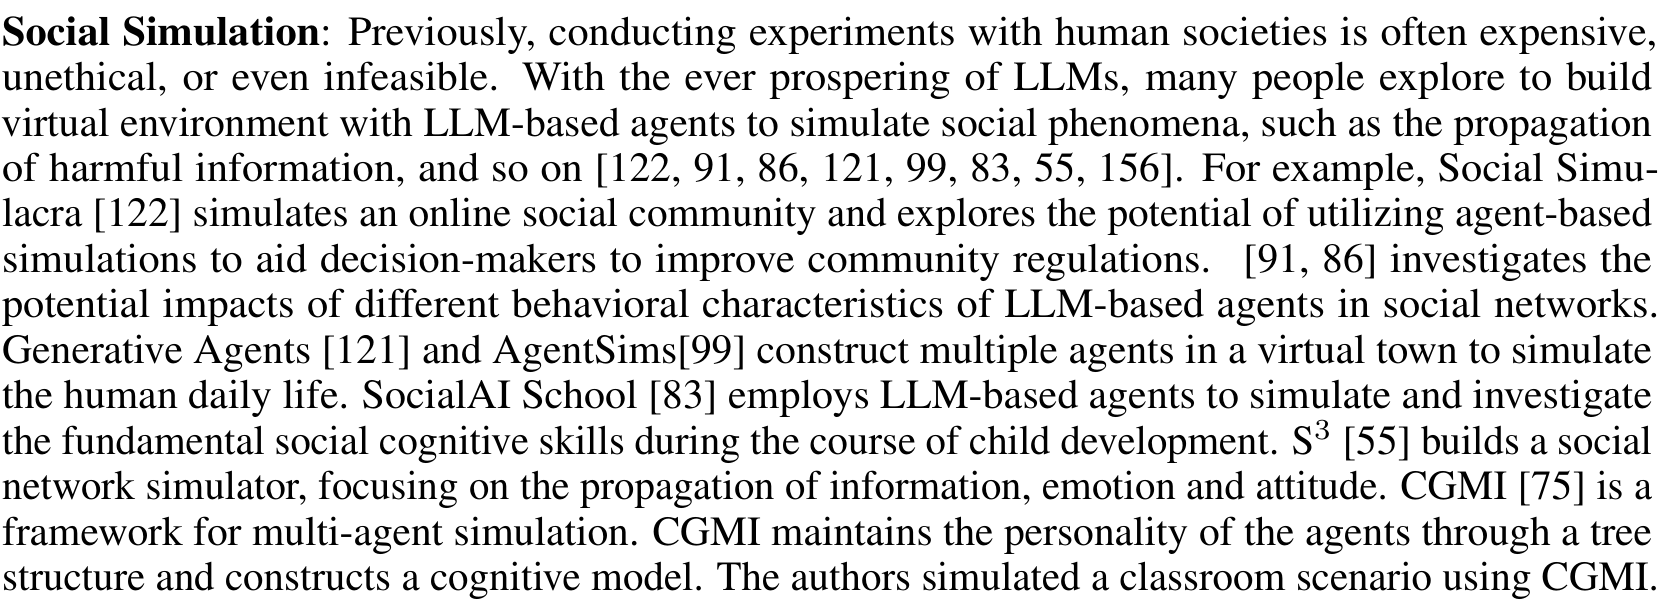 Social Simulation: Previously, conducting experiments with human societies is often expensive,
unethical, or even infeasible. With the ever prospering of LLMs, many people explore to build
virtual environment with LLM-based agents to simulate social phenomena, such as the propagation
of harmful information, and so on [122, 91, 86, 121, 99, 83, 55, 156]. For example, Social Simu-
lacra [122] simulates an online social community and explores the potential of utilizing agent-based
simulations to aid decision-makers to improve community regulations. [91, 86] investigates the
potential impacts of different behavioral characteristics of LLM-based agents in social networks.
Generative Agents [121] and AgentSims[99] construct multiple agents in a virtual town to simulate
the human daily life. SocialAI School [83] employs LLM-based agents to simulate and investigate
the fundamental social cognitive skills during the course of child development. S³ [55] builds a social
network simulator, focusing on the propagation of information, emotion and attitude. CGMI [75] is a
framework for multi-agent simulation. CGMI maintains the personality of the agents through a tree
structure and constructs a cognitive model. The authors simulated a classroom scenario using CGMI.